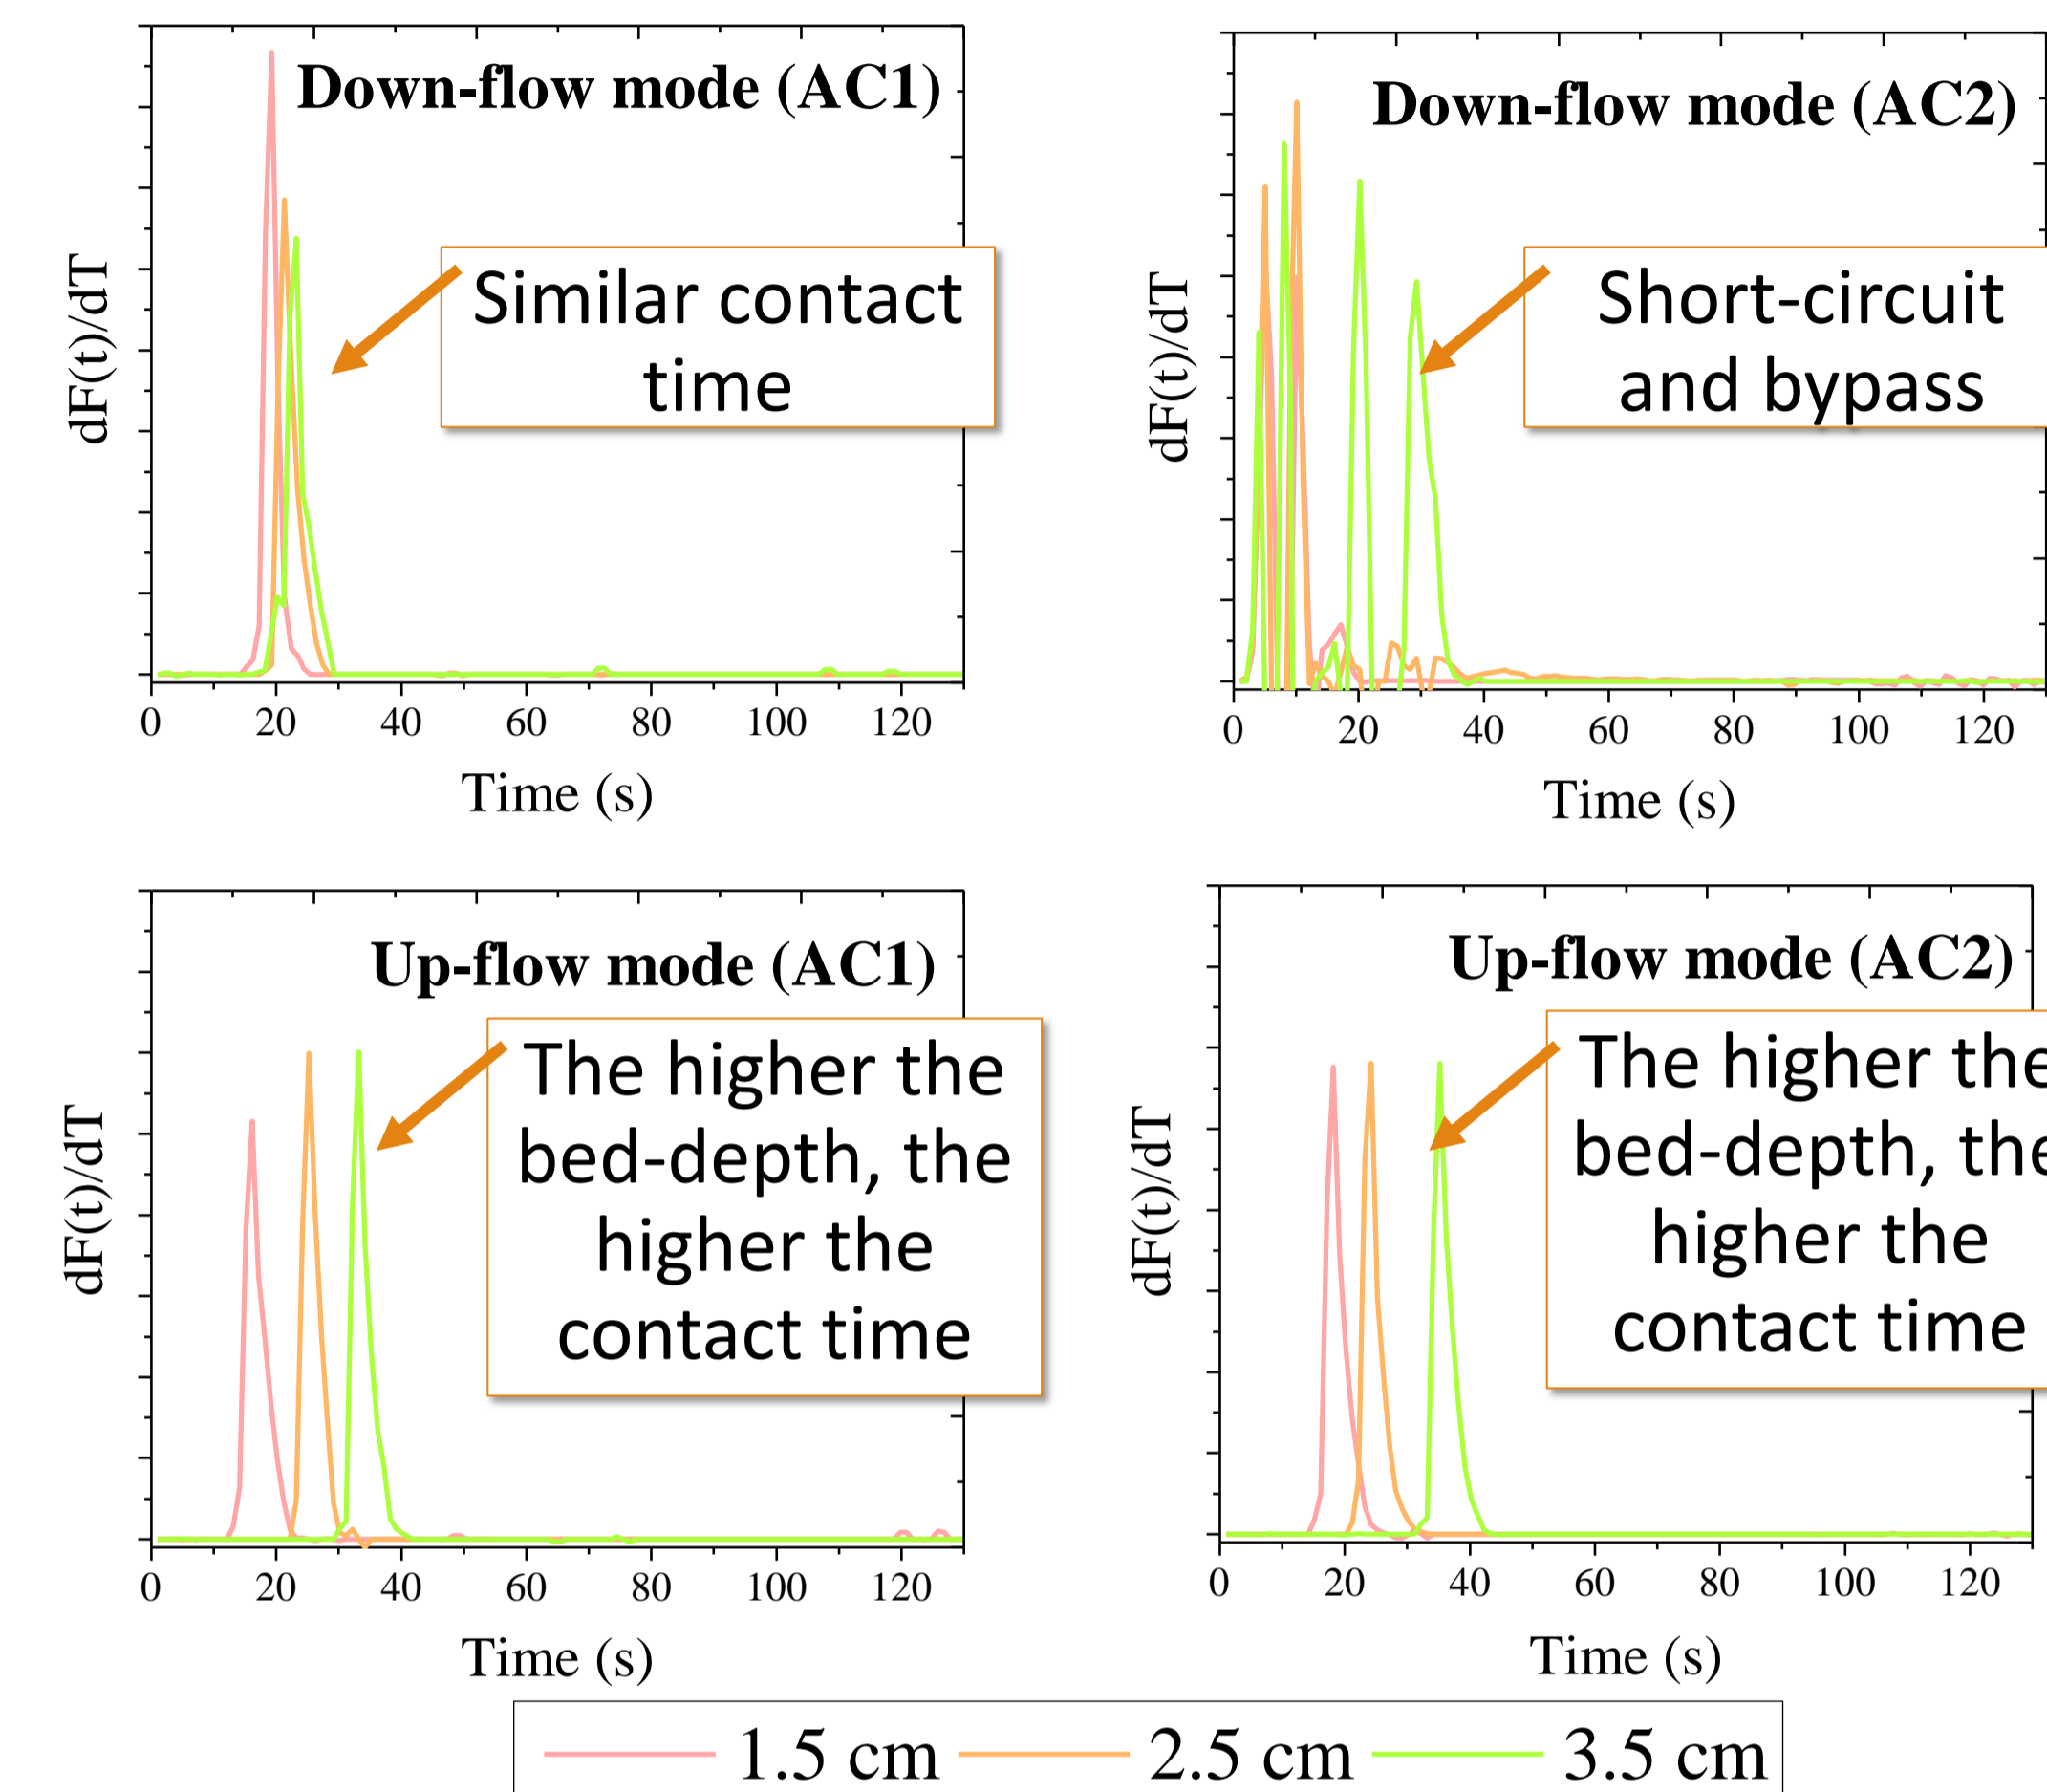 Down-flow mode (AC1)
Similar contact
time
dF(t)/dT
0 20 40 60 80 100 120
Time (s)
Down-flow mode (AC2)
Short-circuit
and bypass
dF(t)/dT
0 20 40 60 80 100 120
Time (s)
Up-flow mode (AC1)
The higher the
bed-depth, the
higher the
contact time
dF(t)/dT
0 20 40 60 80 100 120
Time (s)
Up-flow mode (AC2)
The higher the
bed-depth, the
higher the
contact time
dF(t)/dT
0 20 40 60 80 100 120
Time (s)
1.5 cm 2.5 cm 3.5 cm